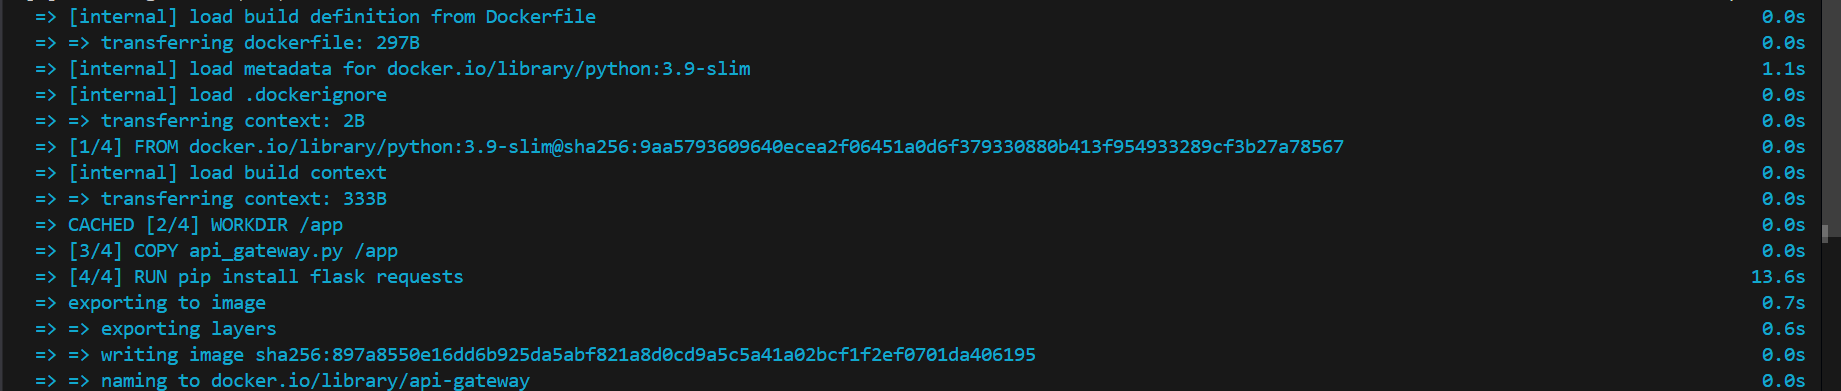 => [internal] load build definition from Dockerfile 0.0s
=> => transferring dockerfile: 297B 0.0s
=> [internal] load metadata for docker.io/library/python:3.9-slim 1.1s
=> [internal] load .dockerignore 0.0s
=> => transferring context: 2B 0.0s
=> [1/4] FROM docker.io/library/python:3.9-slim@sha256:9aa5793609640ecea2f06451a0d6f379330880b413f954933289cf3b27a78567 0.0s
=> [internal] load build context 0.0s
=> => transferring context: 333B 0.0s
=> CACHED [2/4] WORKDIR /app 0.0s
=> [3/4] COPY api_gateway.py /app 0.0s
=> [4/4] RUN pip install flask requests 13.6s
=> exporting to image 0.7s
=> => exporting layers 0.6s
=> => writing image sha256:897a8550e16dd6b925da5abf821a8d0cd9a5c5a41a02bcf1f2ef0701da406195 0.0s
=> => naming to docker.io/library/api-gateway 0.0s